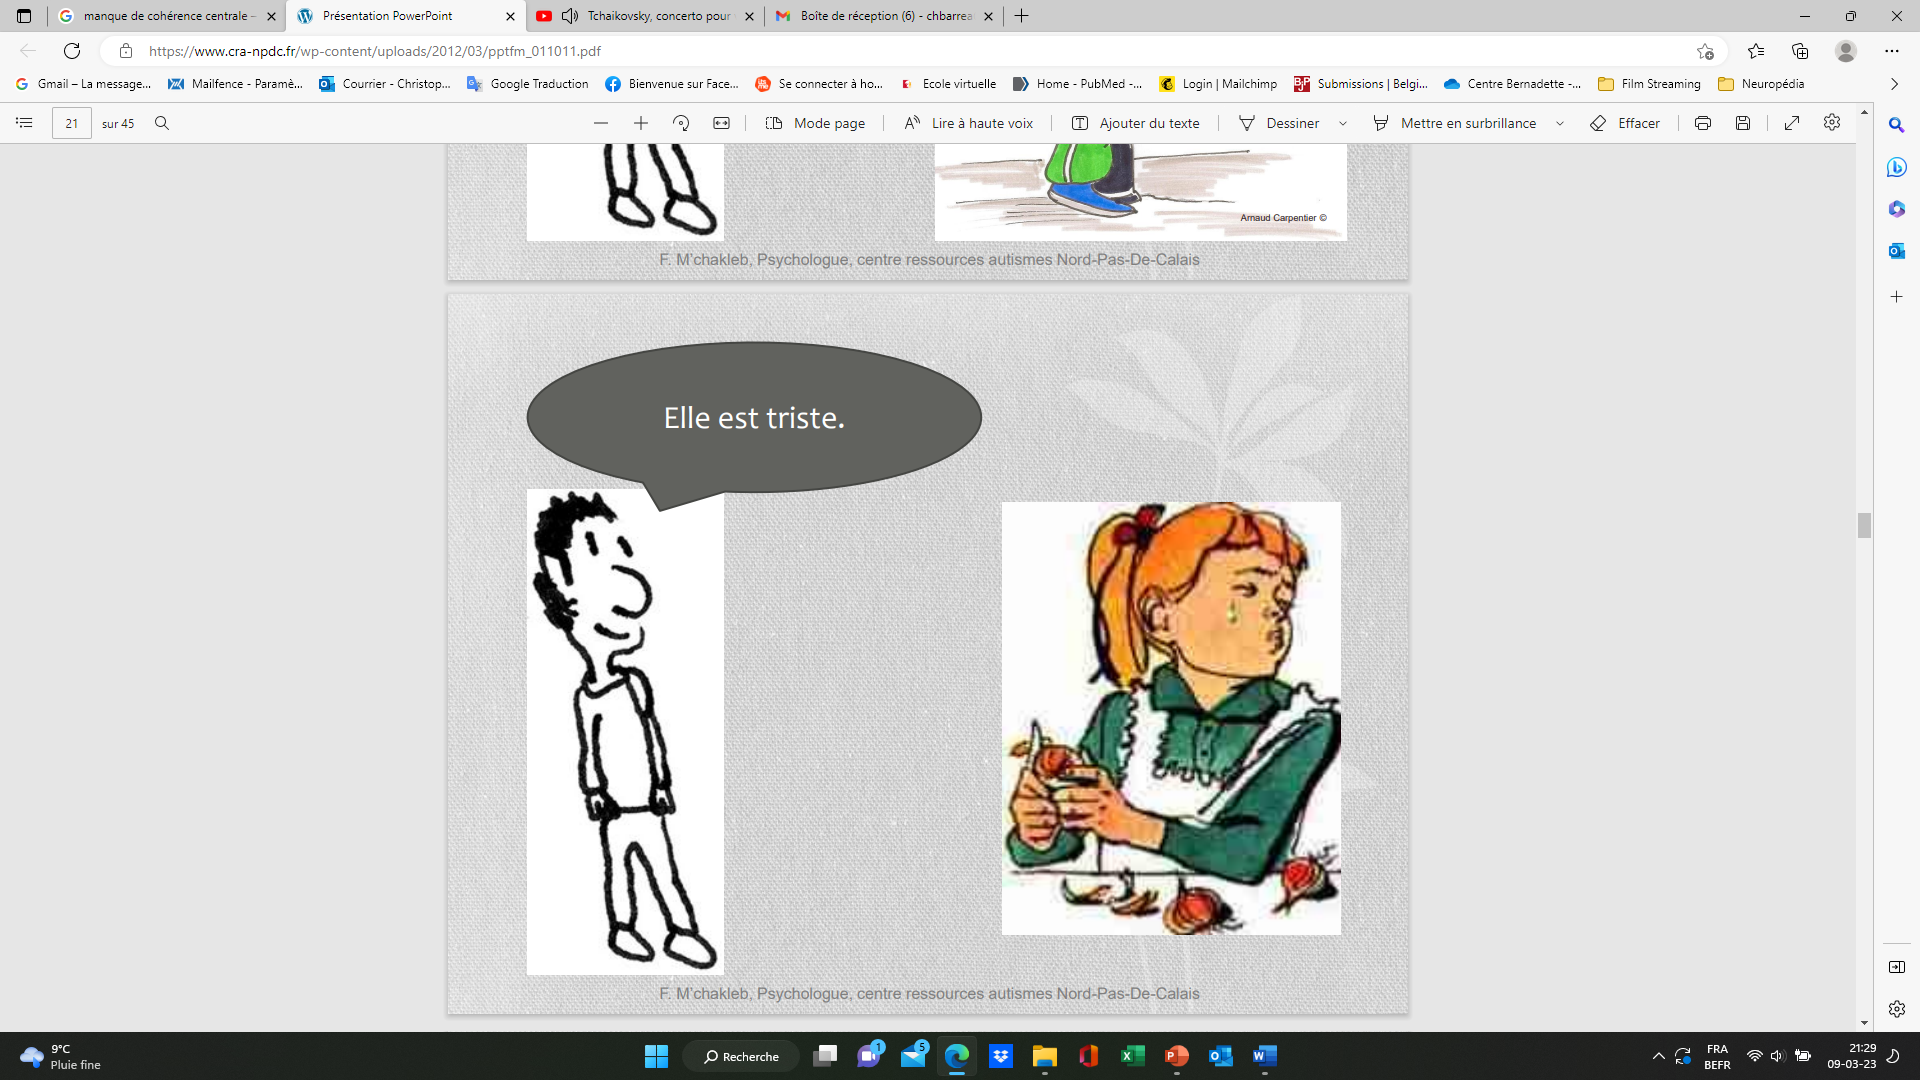 manque de cohérence centrale –
Présentation PowerPoint
Tchaikovsky, concerto pour
Boîte de réception (6) - chbarrea
https://www.cra-npdc.fr/wp-content/uploads/2012/03/pptfm_011011.pdf
Gmail – La message...
Mailfence - Paramè...
Courrier - Christop...
Google Traduction
Bienvenue sur Face...
Se connecter à ho...
Ecole virtuelle
Home - PubMed -...
Login | Mailchimp
Submissions | Belgi...
Centre Bernadette -...
Film Streaming
Neuropédia
21 sur 45
Mode page
Lire à haute voix
Ajouter du texte
Dessiner
Mettre en surbrillance
Effacer
Arnaud Carpentier ©
F. M'chakleb, Psychologue, centre ressources autismes Nord-Pas-De-Calais
Elle est triste.
F. M'chakleb, Psychologue, centre ressources autismes Nord-Pas-De-Calais
9°C
Pluie fine
Recherche
1
5
FRA
BEFR
21:29
09-03-23